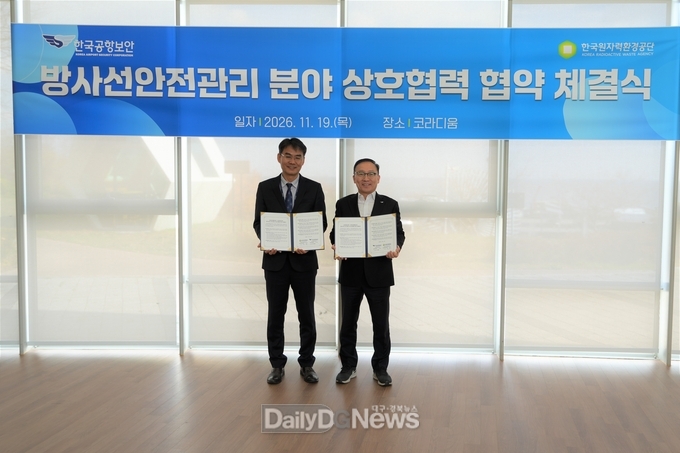 한국공항보안
KOREA AIRPORT SECURITY CORPORATION
한국원자력환경공단
KOREA RADIOACTIVE WASTE AGENCY
방사선안전관리 분야 상호협력 협약 체결식
일자 2026. 11. 19.(목) 장소 코라디움
대구·경북뉴스
DailyDGNews